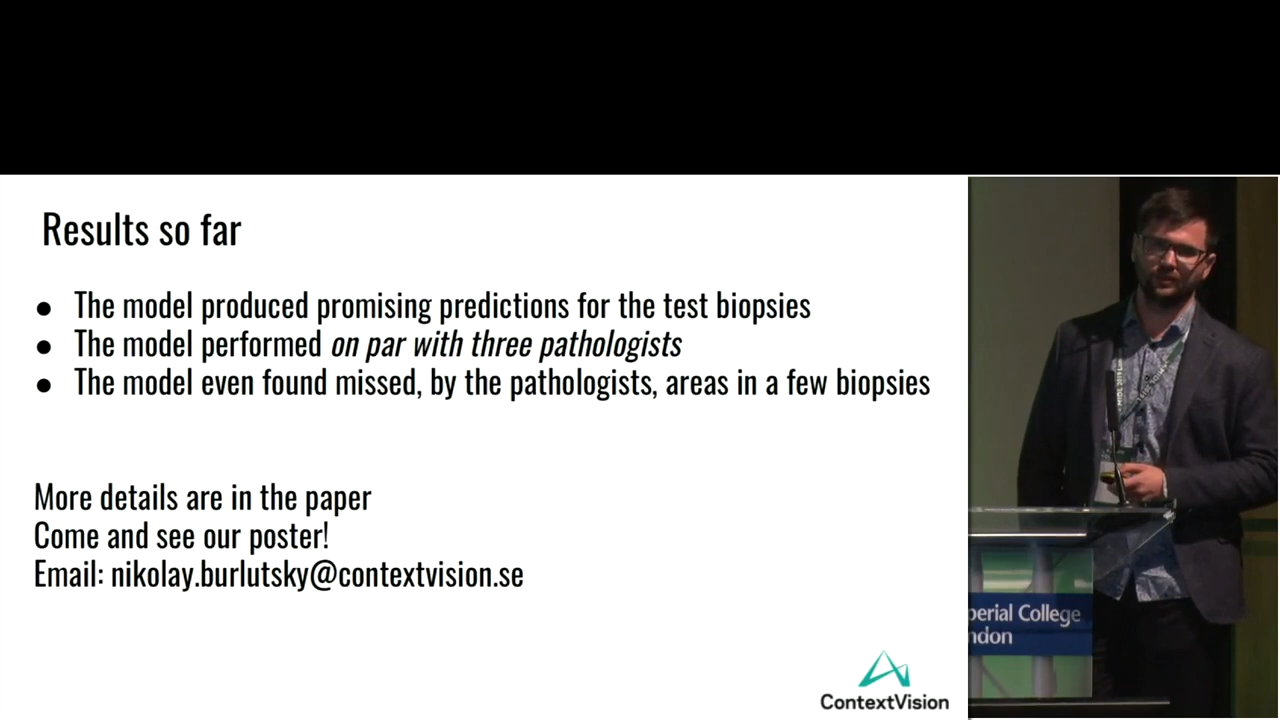 Results so far
● The model produced promising predictions for the test biopsies
● The model performed on par with three pathologists
● The model even found missed, by the pathologists, areas in a few biopsies
More details are in the paper
Come and see our poster!
Email: nikolay.burlutsky@contextvision.se
ContextVision
perial College
ndon